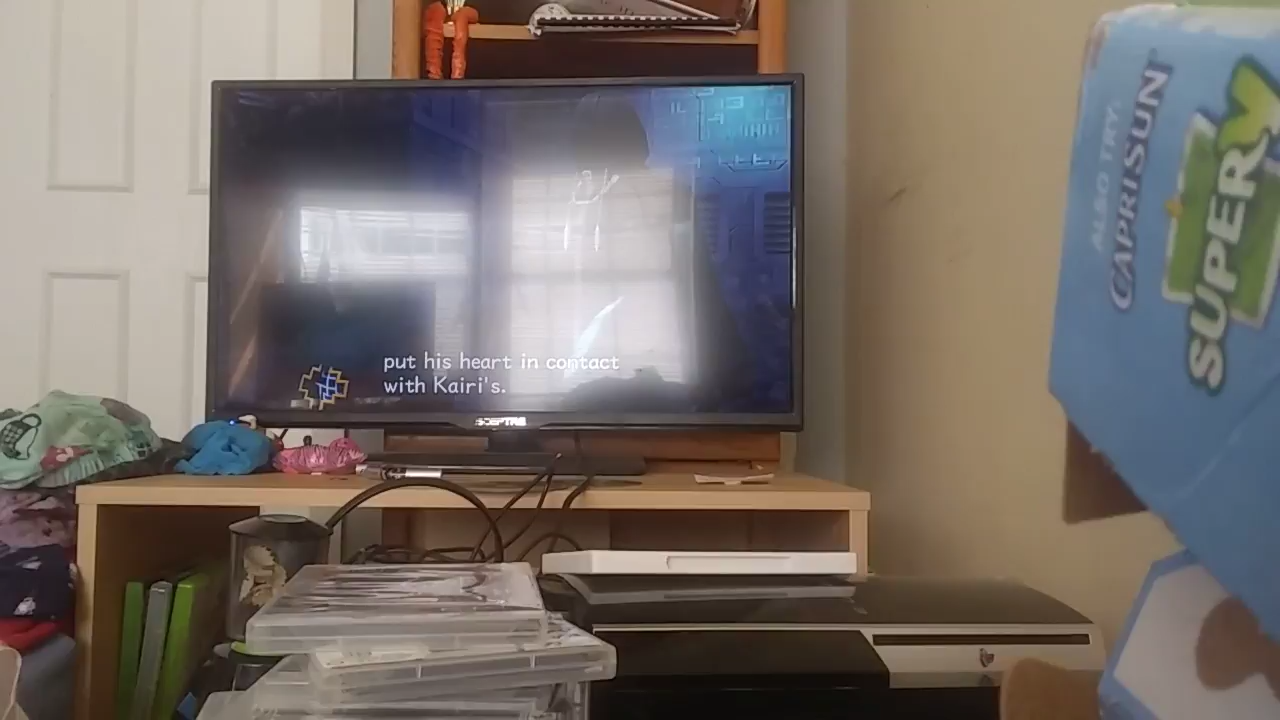 put his heart in contact
with Kairi's.
SCEPTRE
ALSO TRY:
CAPRISUN
SUPER